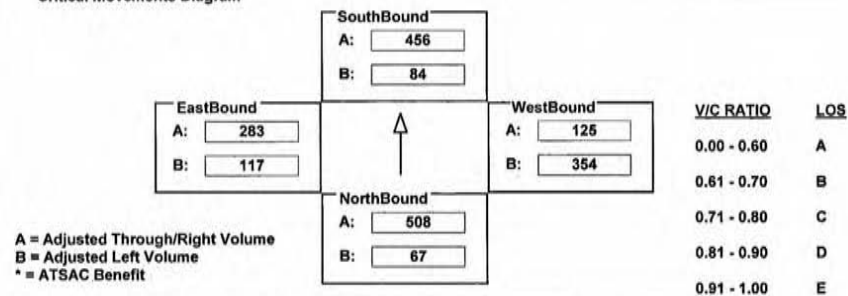 Critical Movements Diagram
SouthBound
A: 456
B: 84
EastBound
A: 283
B: 117
WestBound
A: 125
B: 354
NorthBound
A: 508
B: 67
A = Adjusted Through/Right Volume
B = Adjusted Left Volume
* = ATSAC Benefit
V/C RATIO LOS
0.00 - 0.60 A
0.61 - 0.70 B
0.71 - 0.80 C
0.81 - 0.90 D
0.91 - 1.00 E